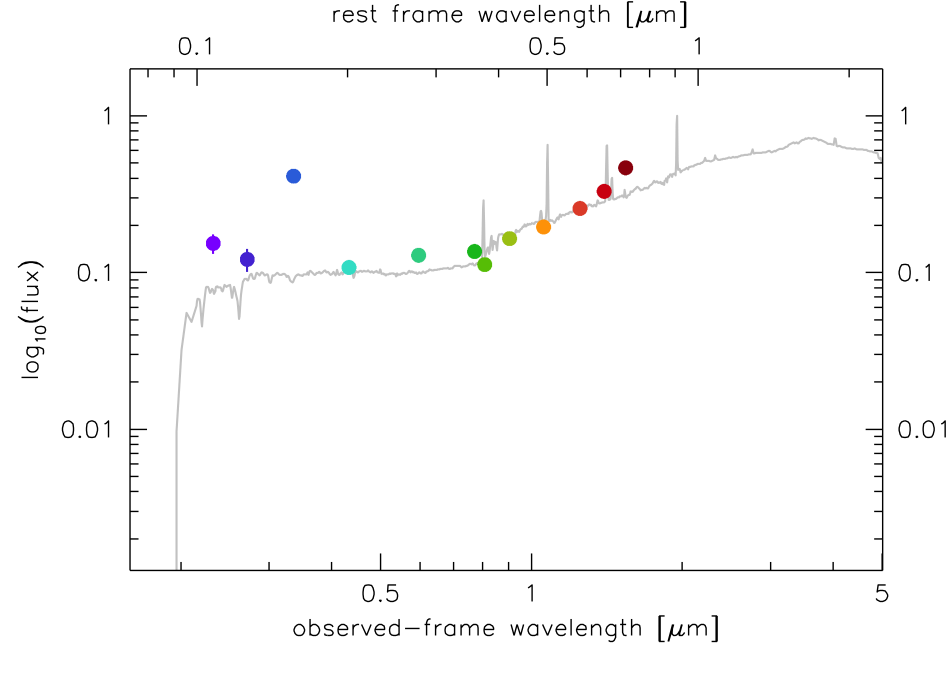 rest frame wavelength [μm]
0.1 0.5 1
1 1
0.1 0.1
0.01 0.01
log10(flux)
0.5 1 5
observed−frame wavelength [μm]